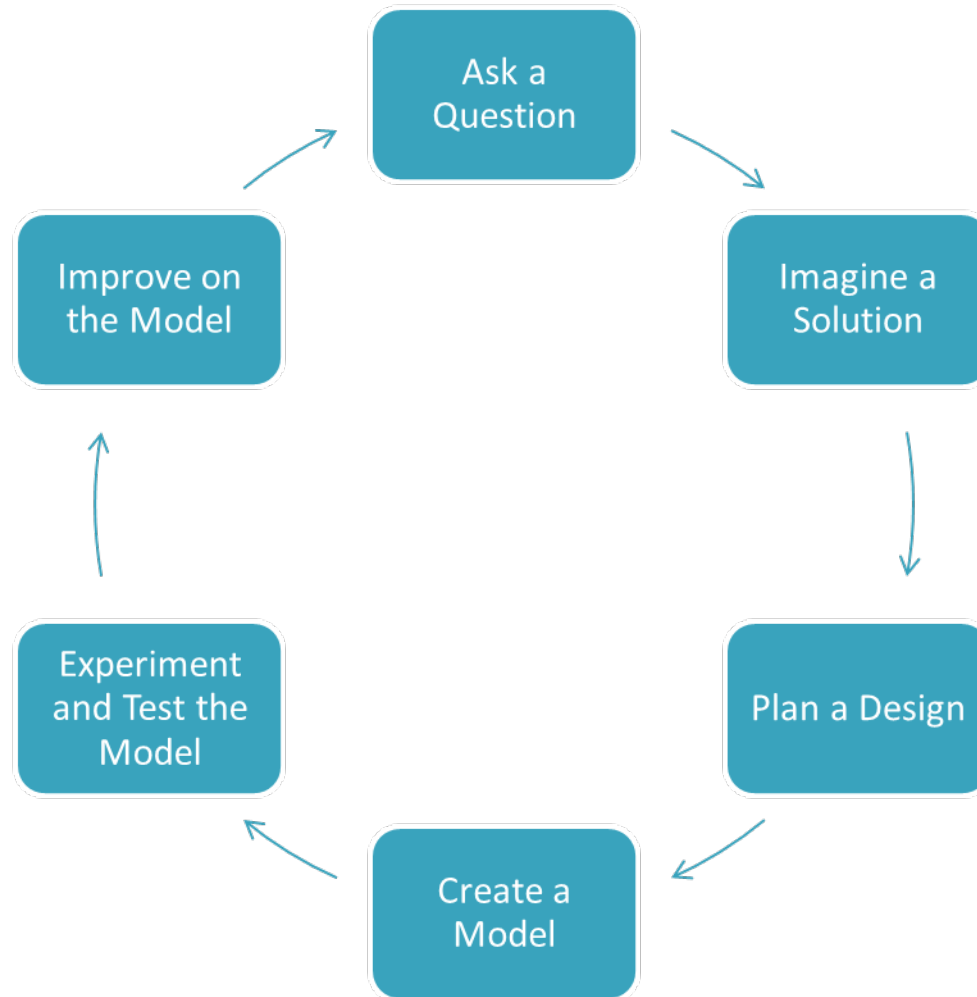 Ask a
Question
Imagine a
Solution
Plan a Design
Create a
Model
Experiment
and Test the
Model
Improve on
the Model